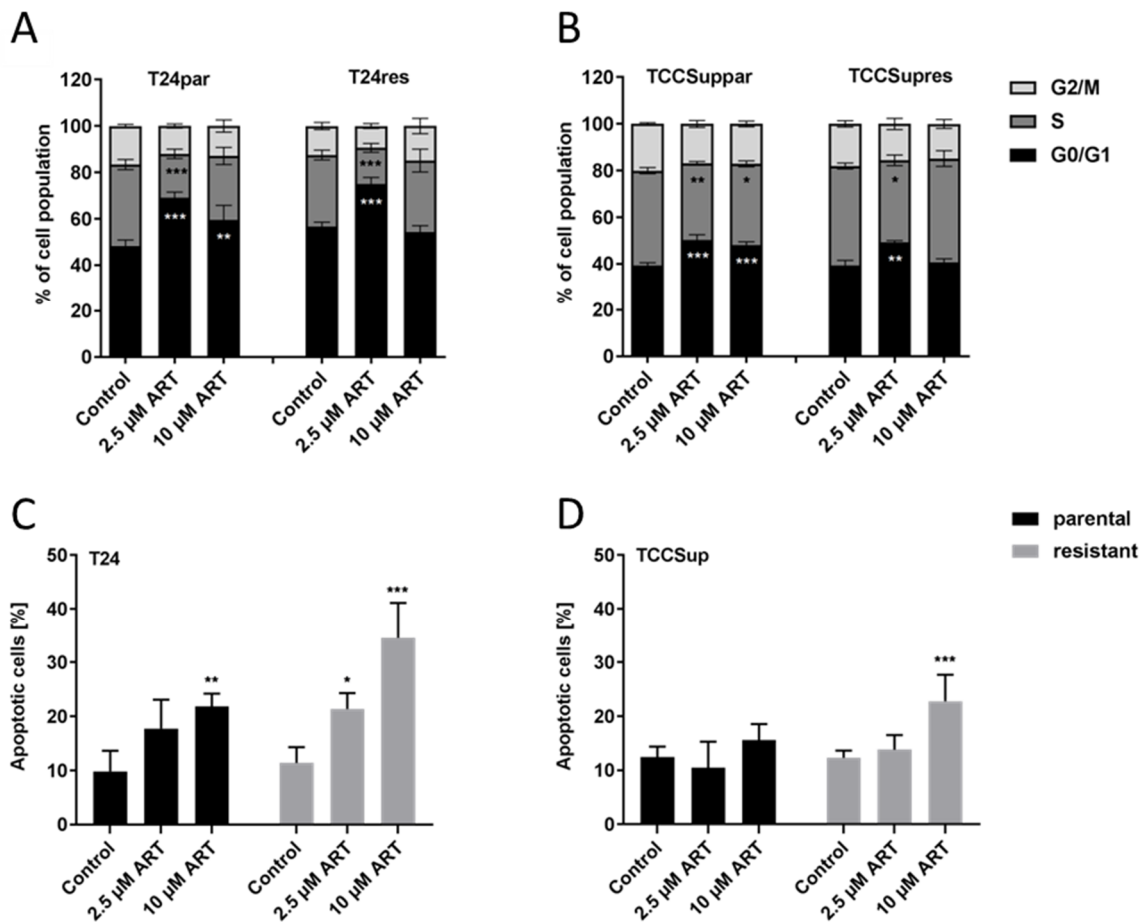 A
B
T24par
T24res
TCCSuppar
TCCSupres
G2/M
S
G0/G1
% of cell population
120
100
80
60
40
20
0
***
***
**
***
***
Control
2.5 µM ART
10 µM ART
Control
2.5 µM ART
10 µM ART
% of cell population
120
100
80
60
40
20
0
**
*
*
***
***
**
Control
2.5 µM ART
10 µM ART
Control
2.5 µM ART
10 µM ART
C
D
parental
resistant
T24
Apoptotic cells [%]
50
40
30
20
10
0
**
*
***
Control
2.5 µM ART
10 µM ART
Control
2.5 µM ART
10 µM ART
TCCSup
Apoptotic cells [%]
50
40
30
20
10
0
***
Control
2.5 µM ART
10 µM ART
Control
2.5 µM ART
10 µM ART